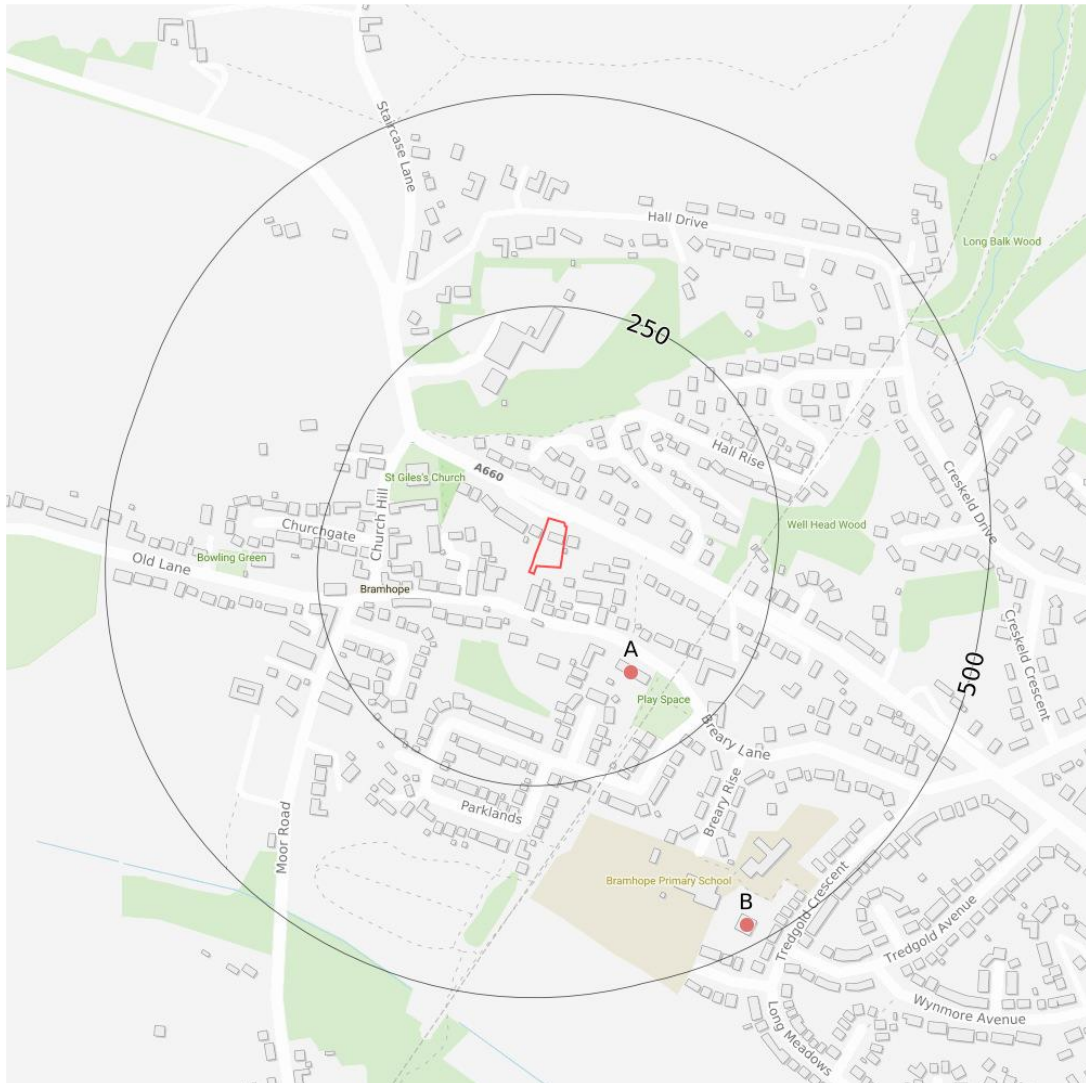 Staircase Lane
Hall Drive
Long Balk Wood
250
Hall Rise
A660
St Giles's Church
Church Hill
Churchgate
Creskeld Drive
Well Head Wood
Bowling Green
Old Lane
Bramhope
A
Play Space
500
Creskeld Crescent
Breary Lane
Breary Rise
Parklands
Moor Road
Bramhope Primary School
B
Tredgold Crescent
Tredgold Avenue
Wynmore Avenue
Long Meadows